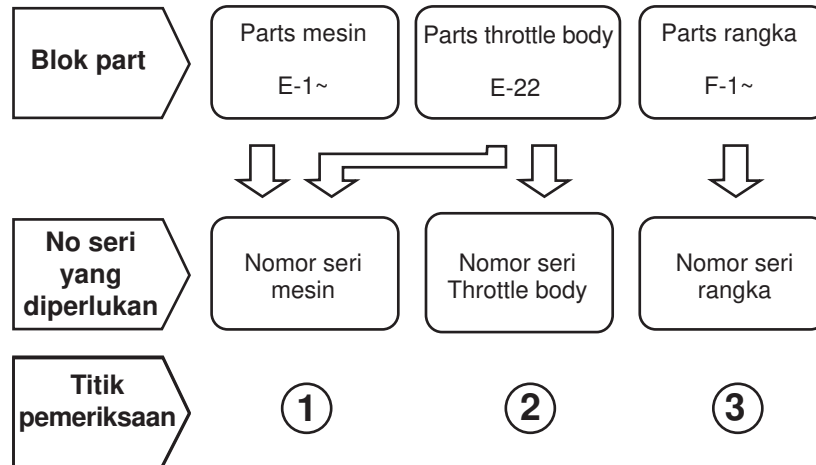 Blok part
Parts mesin
E-1~
Parts throttle body
E-22
Parts rangka
F-1~
No seri
yang
diperlukan
Nomor seri
mesin
Nomor seri
Throttle body
Nomor seri
rangka
Titik
pemeriksaan
1
2
3